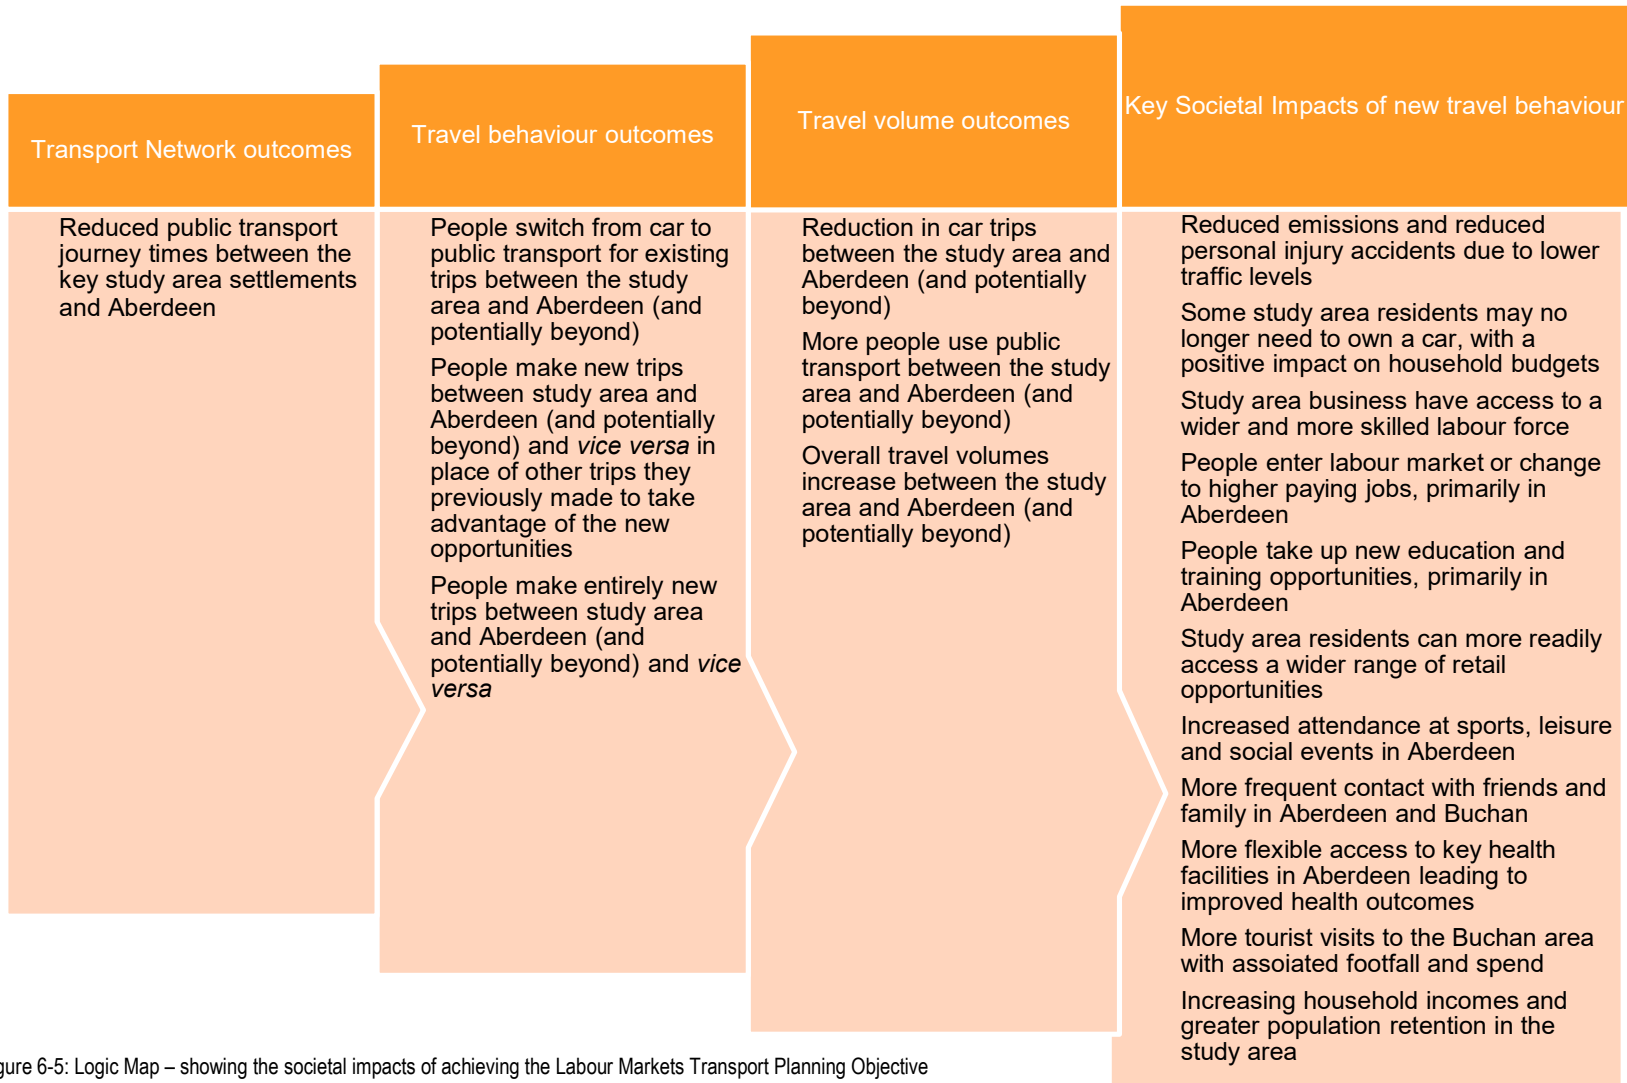 Transport Network outcomes
Reduced public transport
journey times between the
key study area settlements
and Aberdeen
Travel behaviour outcomes
People switch from car to
public transport for existing
trips between the study
area and Aberdeen (and
potentially beyond)
People make new trips
between study area and
Aberdeen (and potentially
beyond) and vice versa in
place of other trips they
previously made to take
advantage of the new
opportunities
People make entirely new
trips between study area
and Aberdeen (and
potentially beyond) and vice
versa
Travel volume outcomes
Reduction in car trips
between the study area and
Aberdeen (and potentially
beyond)
More people use public
transport between the study
area and Aberdeen (and
potentially beyond)
Overall travel volumes
increase between the study
area and Aberdeen (and
potentially beyond)
Key Societal Impacts of new travel behaviour
Reduced emissions and reduced
personal injury accidents due to lower
traffic levels
Some study area residents may no
longer need to own a car, with a
positive impact on household budgets
Study area business have access to a
wider and more skilled labour force
People enter labour market or change
to higher paying jobs, primarily in
Aberdeen
People take up new education and
training opportunities, primarily in
Aberdeen
Study area residents can more readily
access a wider range of retail
opportunities
Increased attendance at sports, leisure
and social events in Aberdeen
More frequent contact with friends and
family in Aberdeen and Buchan
More flexible access to key health
facilities in Aberdeen leading to
improved health outcomes
More tourist visits to the Buchan area
with assoiated footfall and spend
Increasing household incomes and
greater population retention in the
study area
gure 6-5: Logic Map – showing the societal impacts of achieving the Labour Markets Transport Planning Objective